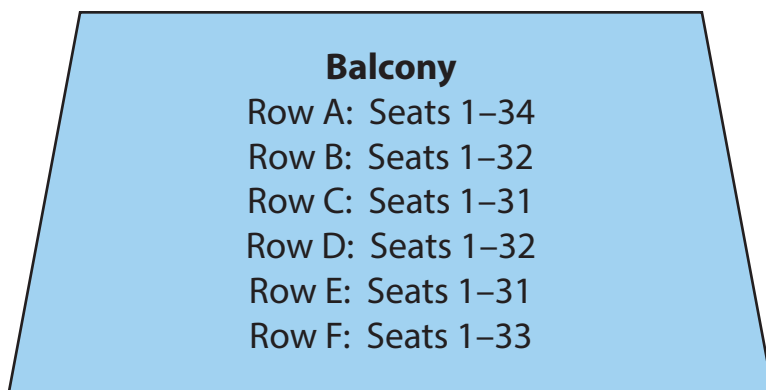 Balcony
Row A: Seats 1–34
Row B: Seats 1–32
Row C: Seats 1–31
Row D: Seats 1–32
Row E: Seats 1–31
Row F: Seats 1–33